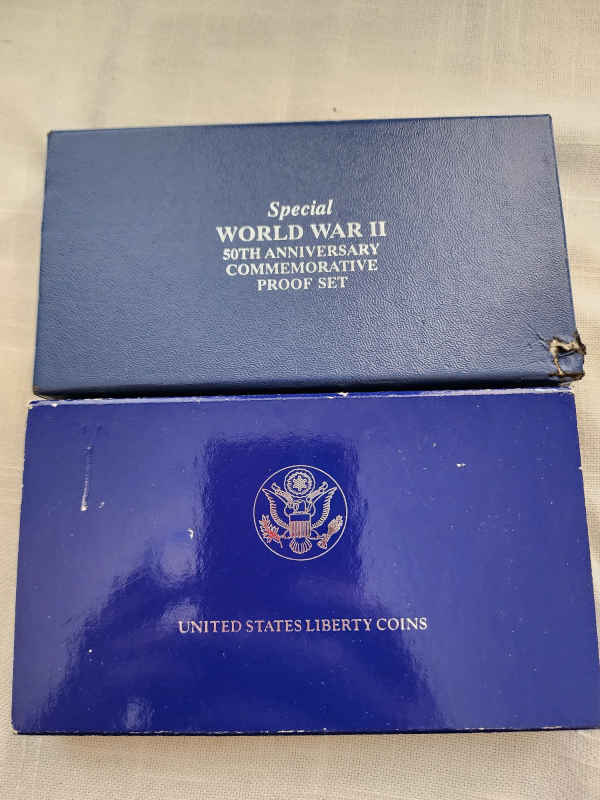 Special
WORLD WAR II
50TH ANNIVERSARY
COMMEMORATIVE
PROOF SET
UNITED STATES LIBERTY COINS